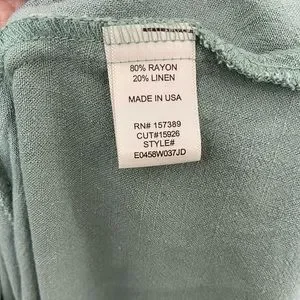 80% RAYON
20% LINEN
MADE IN USA
RN# 157389
CUT#15926
STYLE#
E0458W037JD